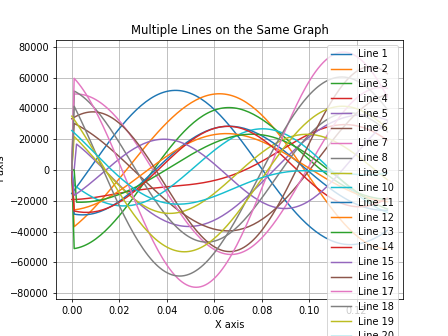 Multiple Lines on the Same Graph
80000
60000
40000
20000
0
−20000
−40000
−60000
−80000
0.00 0.02 0.04 0.06 0.08 0.10
X axis
Line 1
Line 2
Line 3
Line 4
Line 5
Line 6
Line 7
Line 8
Line 9
Line 10
Line 11
Line 12
Line 13
Line 14
Line 15
Line 16
Line 17
Line 18
Line 19
Line 20